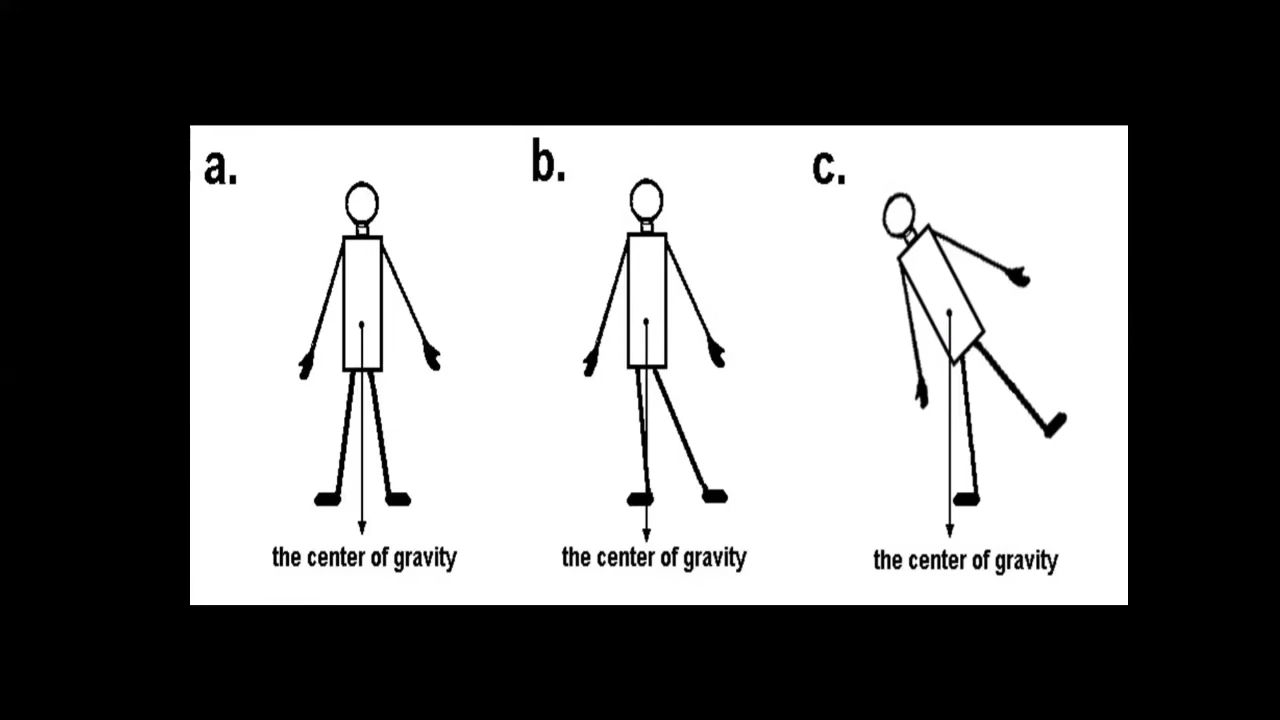 a.
b.
c.
the center of gravity
the center of gravity
the center of gravity